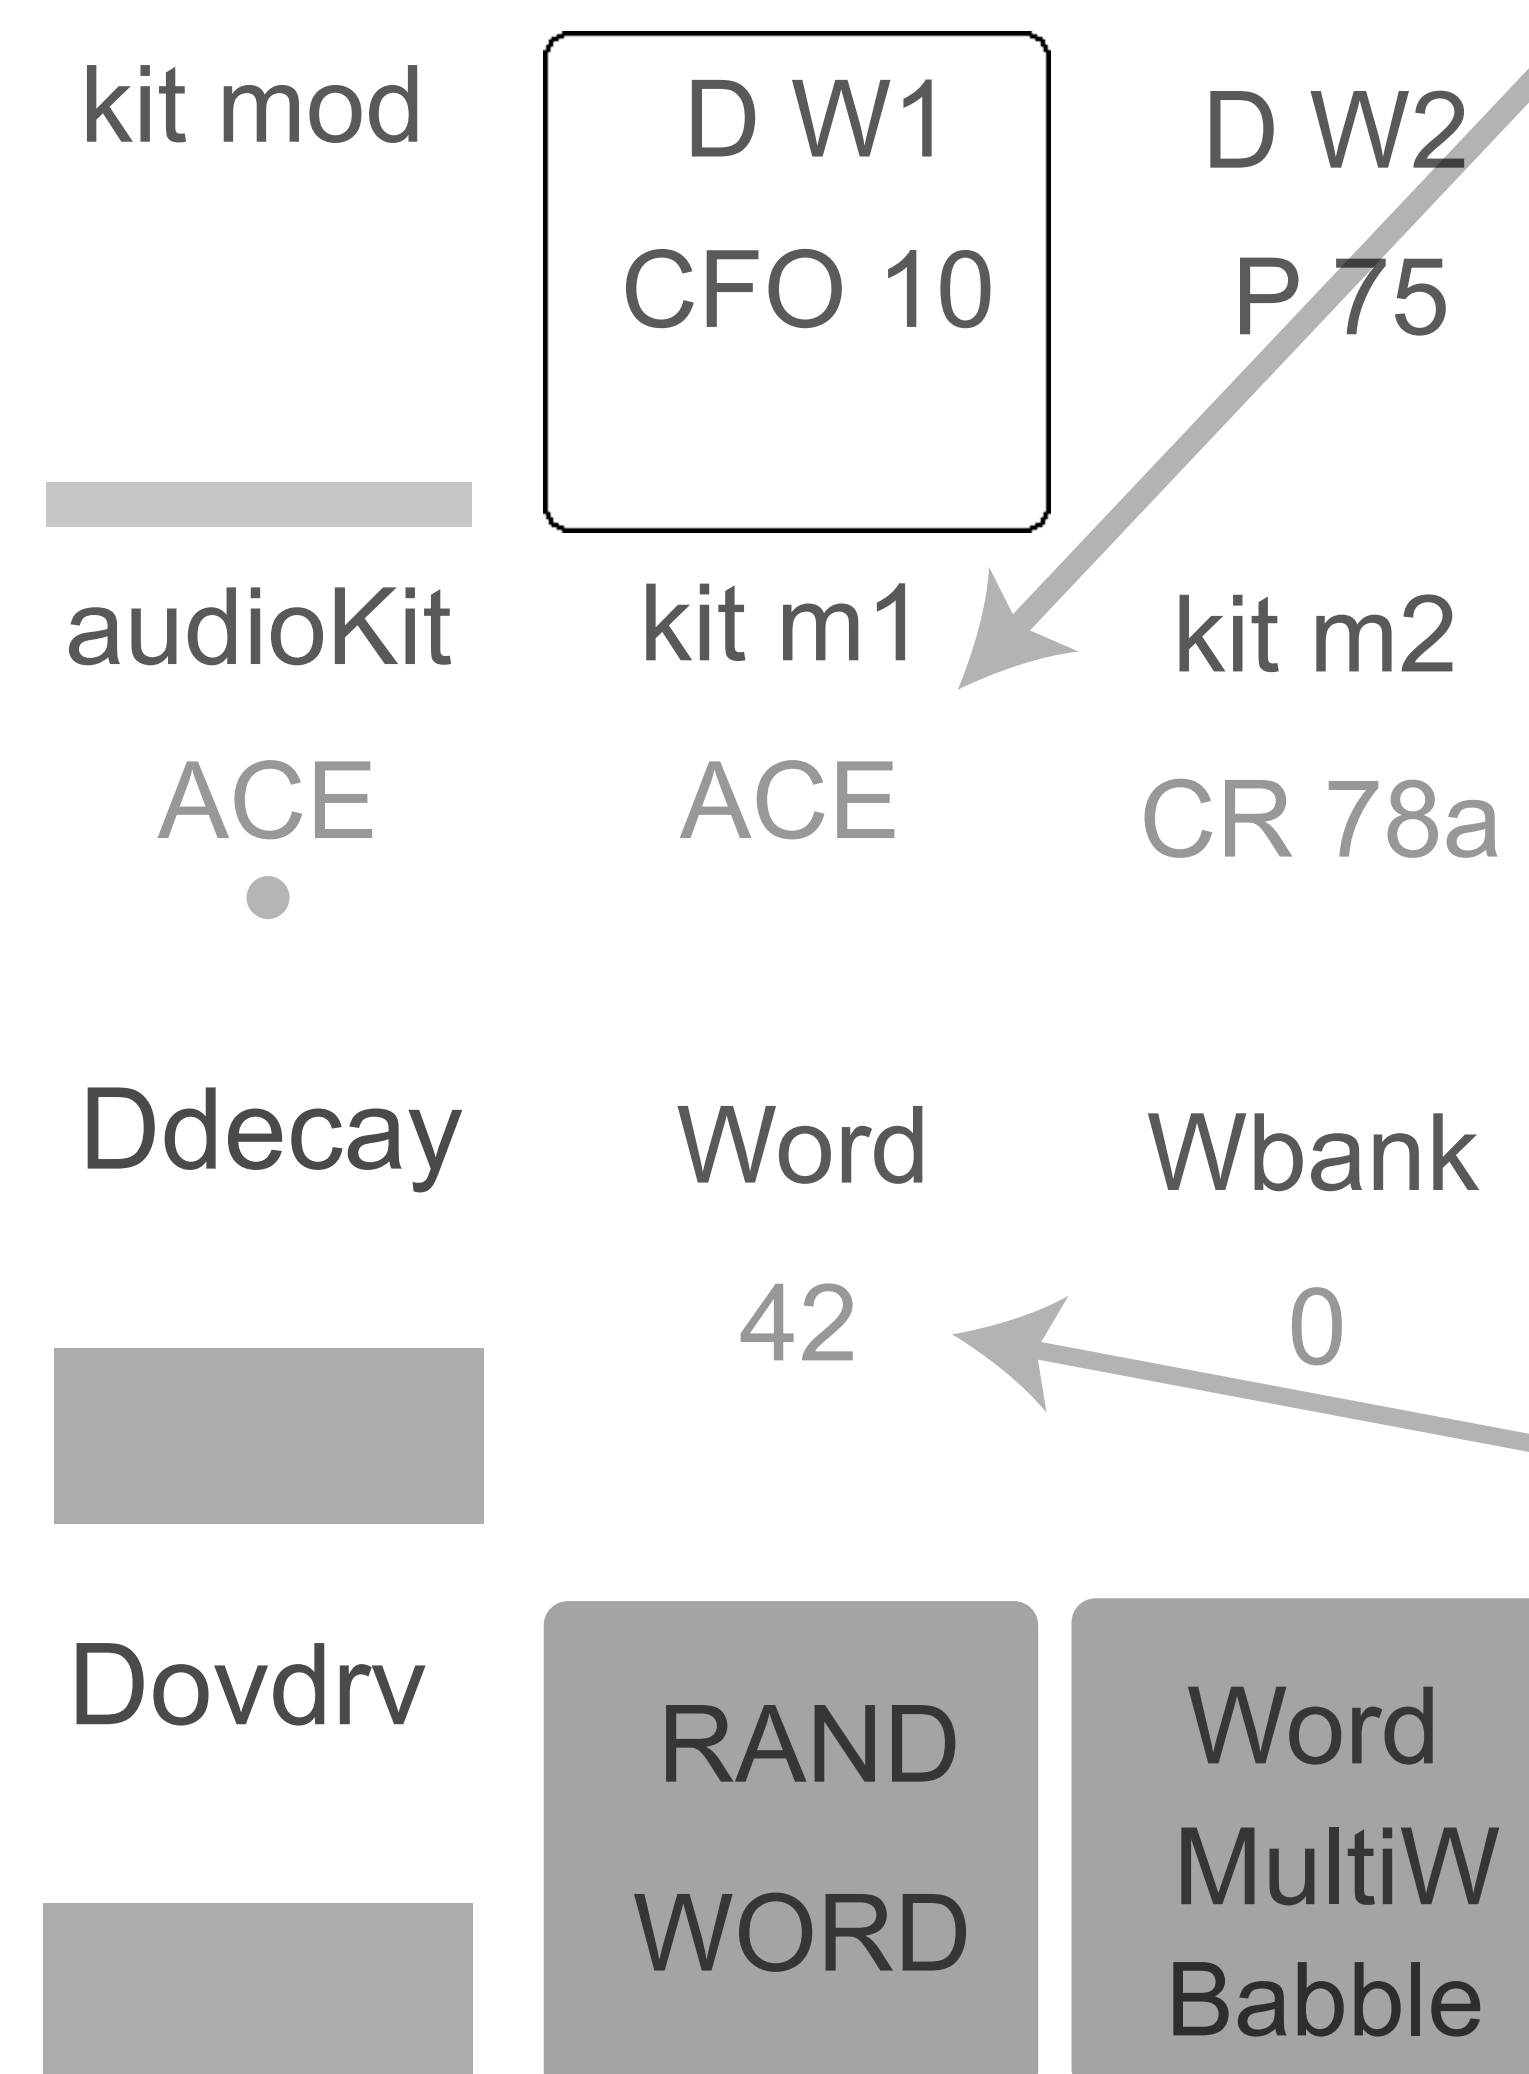 kit mod
D W1
D W2
CFO 10
P 75
audioKit
kit m1
kit m2
ACE
ACE
CR 78a
Ddecay
Word
Wbank
42
0
Dovdrv
RAND
WORD
Word
MultiW
Babble